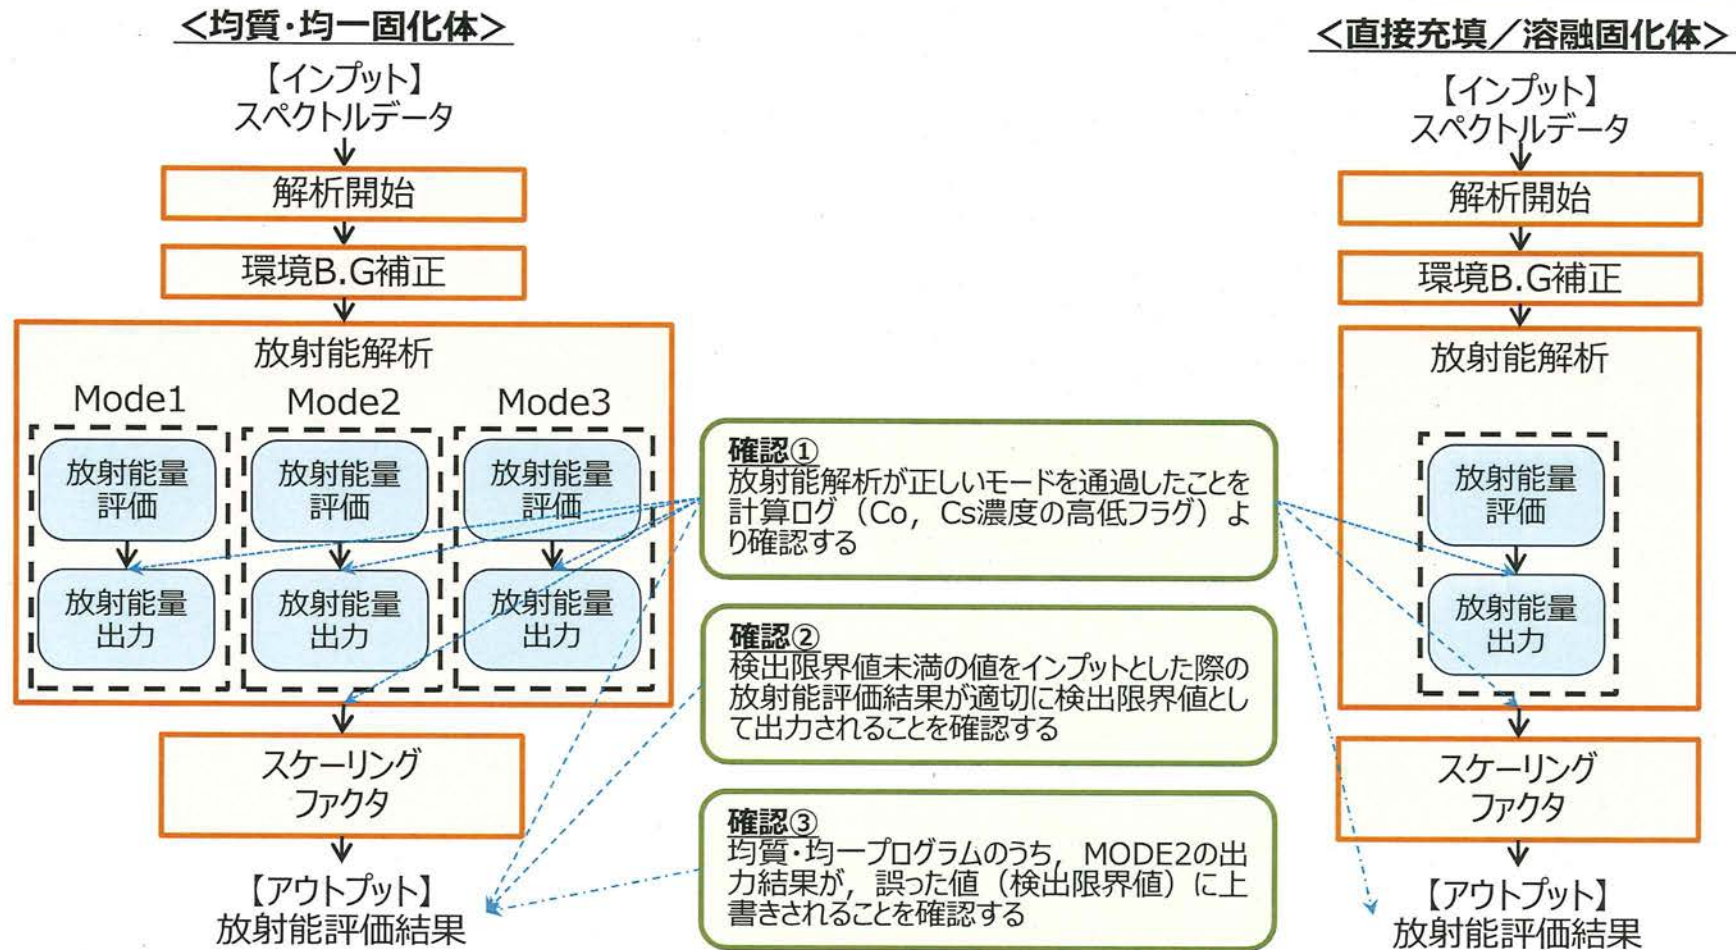 ＜均質・均一固化体＞
【インプット】
スペクトルデータ
解析開始
環境B.G補正
放射能解析
Mode1
Mode2
Mode3
放射能量
評価
放射能量
評価
放射能量
評価
放射能量
出力
放射能量
出力
放射能量
出力
スケーリング
ファクタ
【アウトプット】
放射能評価結果
確認①
放射能解析が正しいモードを通過したことを
計算ログ（Co，Cs濃度の高低フラグ）よ
り確認する
確認②
検出限界値未満の値をインプットとした際の
放射能評価結果が適切に検出限界値とし
て出力されることを確認する
確認③
均質・均一プログラムのうち，MODE2の出
力結果が，誤った値（検出限界値）に上
書きされることを確認する
＜直接充填／溶融固化体＞
【インプット】
スペクトルデータ
解析開始
環境B.G補正
放射能解析
放射能量
評価
放射能量
出力
スケーリング
ファクタ
【アウトプット】
放射能評価結果